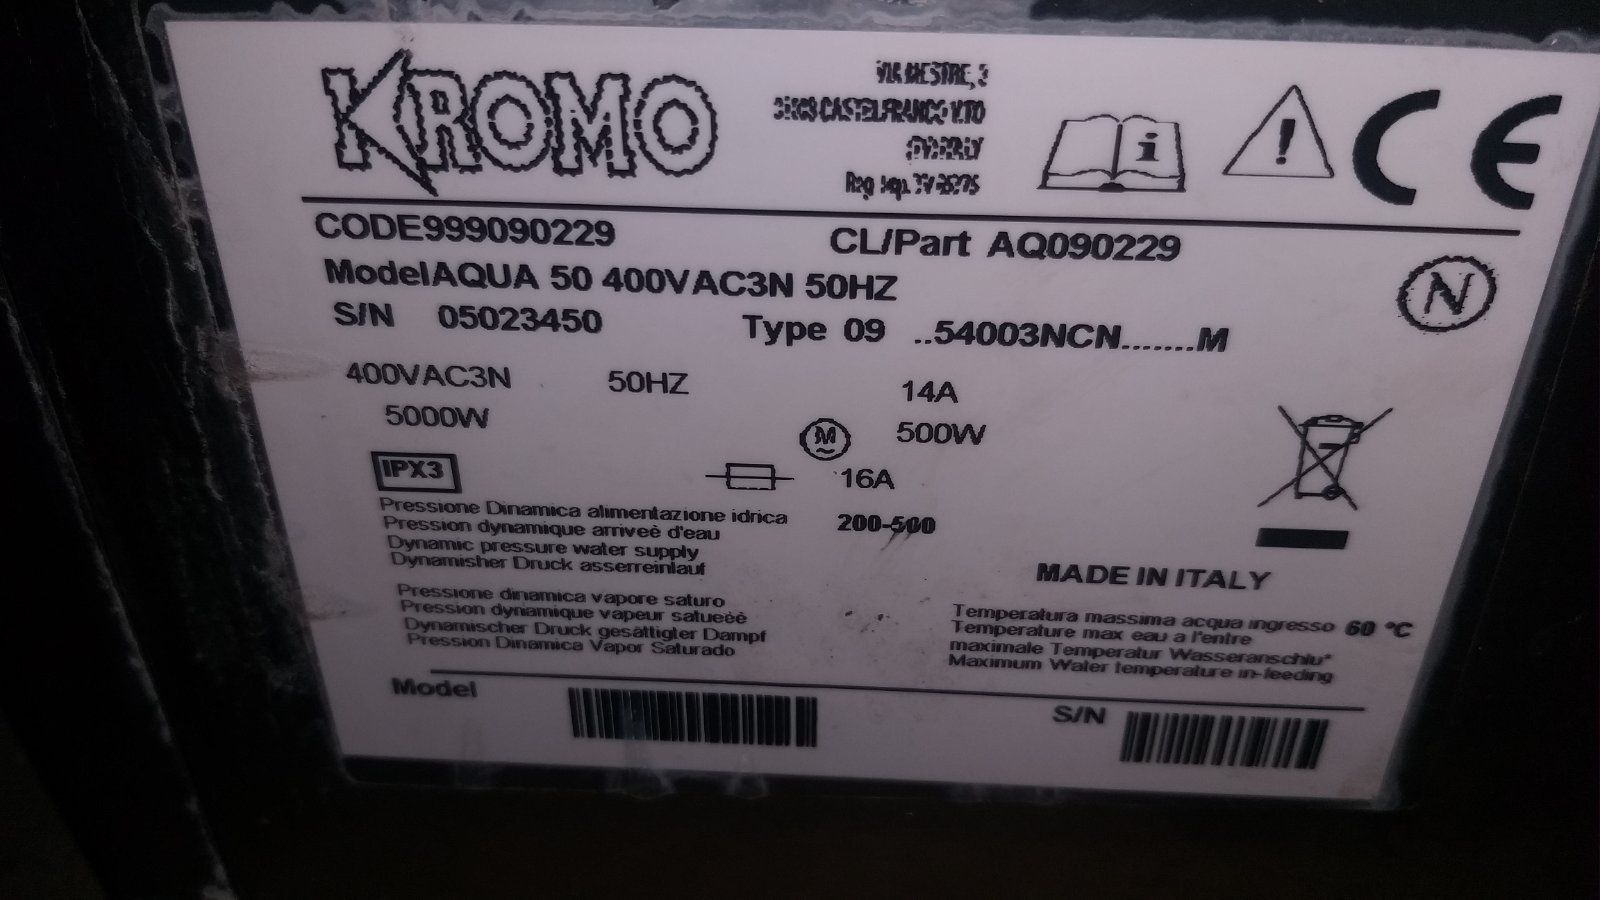 KROMO
VIA MESTRE, 3
CASTELFRANCO V.TO
CE
CODE999090229 CL/Part AQ090229
ModelAQUA 50 400VAC3N 50HZ
N
S/N 05023450 Type 09 ..54003NCN.......M
400VAC3N 50HZ 14A
5000W M 500W
IPX3 16A
Pressione Dinamica alimentazione idrica 200-500
Pression dynamique arriveè d'eau
Dynamic pressure water supply
Dynamisher Druck asserreinlauf
MADE IN ITALY
Pressione dinamica vapore saturo
Pression dynamique vapeur satueèè
Dynamischer Druck gesättigter Dampf
Pression Dinamica Vapor Saturado
Temperatura massima acqua ingresso 60 °C
Temperature max eau a l'entre
maximale Temperatur Wasseranschlu*
Maximum Water temperature in-feeding
Model S/N